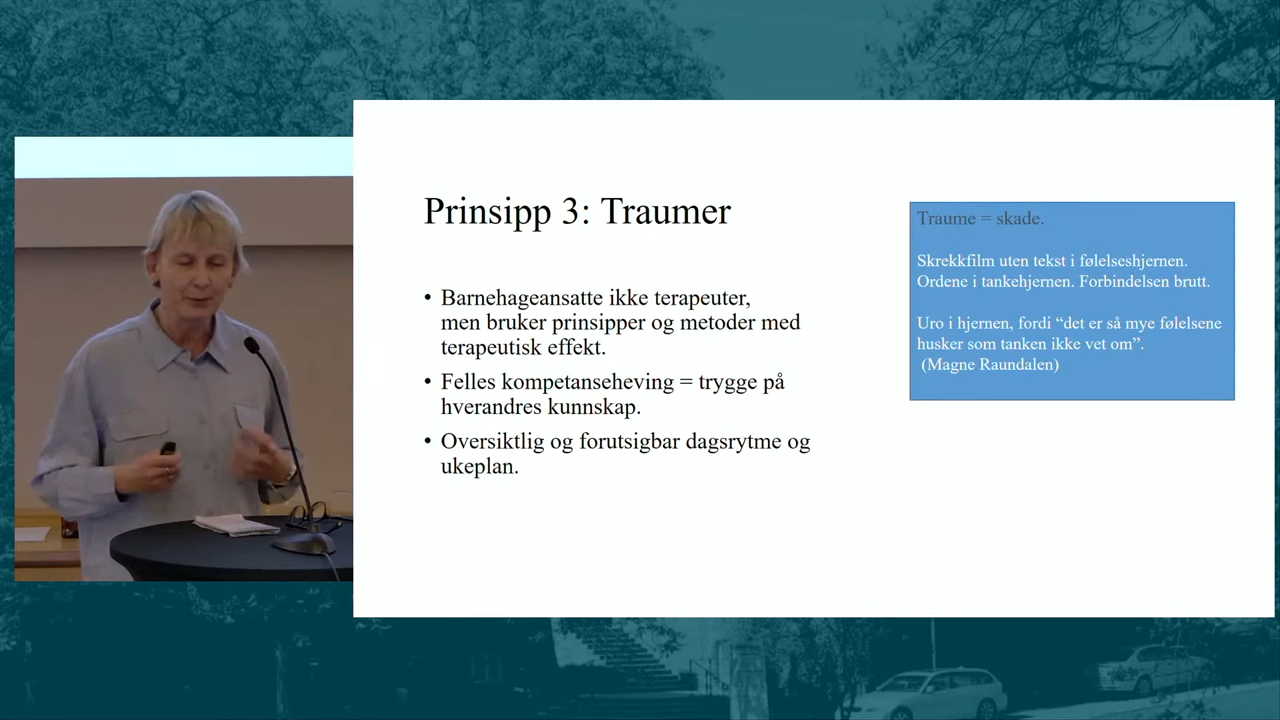 Prinsipp 3: Traumer
• Barnehageansatte ikke terapeuter,
men bruker prinsipper og metoder med
terapeutisk effekt.
• Felles kompetanseheving = trygge på
hverandres kunnskap.
• Oversiktlig og forutsigbar dagsrytme og
ukeplan.
Traume = skade.
Skrekkfilm uten tekst i følelseshjernen.
Ordene i tankehjernen. Forbindelsen brutt.
Uro i hjernen, fordi “det er så mye følelsene
husker som tanken ikke vet om”.
(Magne Raundalen)